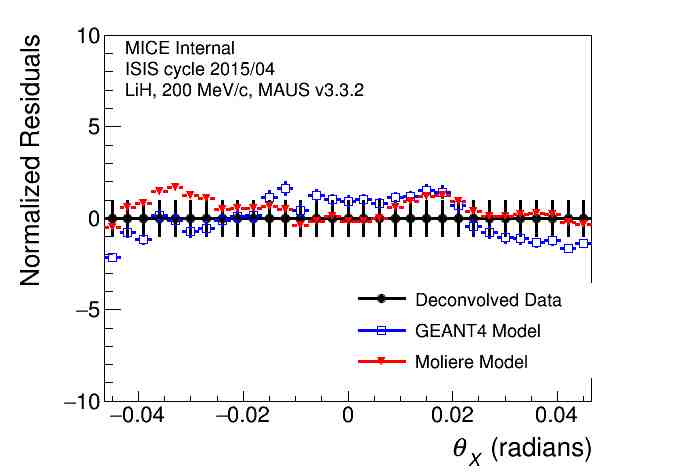 Normalized Residuals
10
5
0
−5
−10
MICE Internal
ISIS cycle 2015/04
LiH, 200 MeV/c, MAUS v3.3.2
Deconvolved Data
GEANT4 Model
Moliere Model
−0.04 −0.02 0 0.02 0.04
θX (radians)